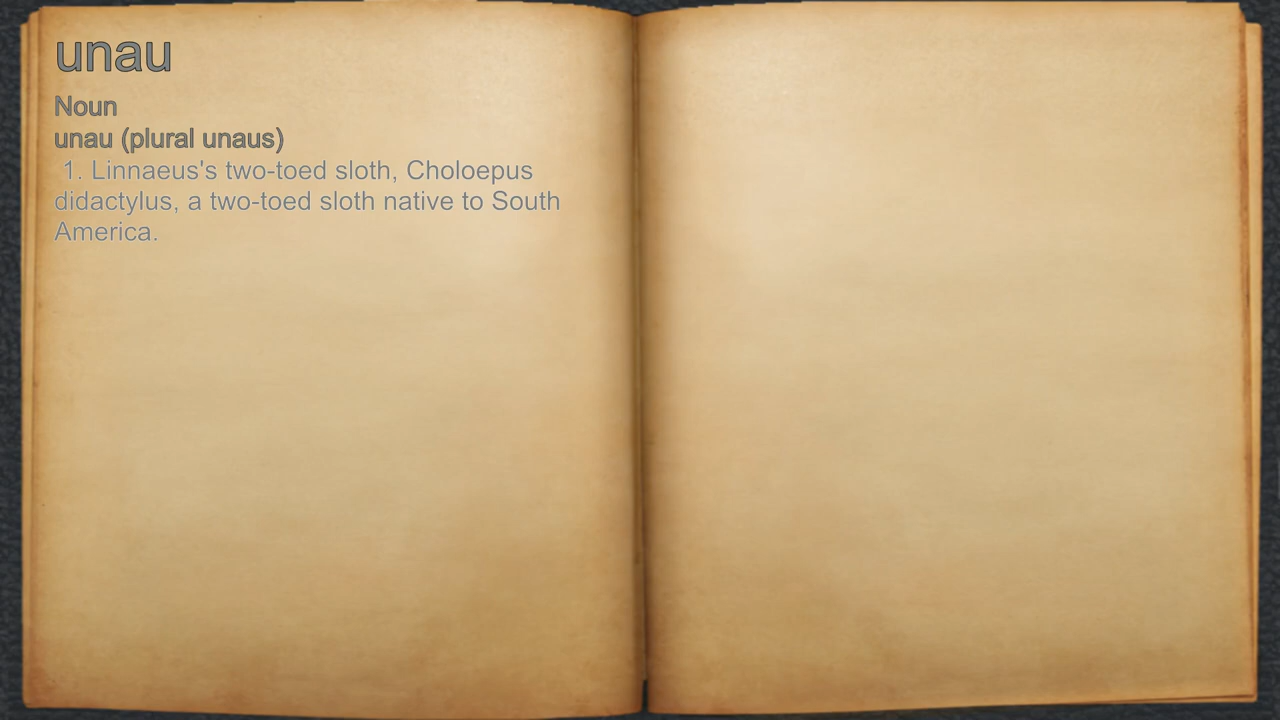 unau
Noun
unau (plural unaus)
1. Linnaeus's two-toed sloth, Choloepus
didactylus, a two-toed sloth native to South
America.